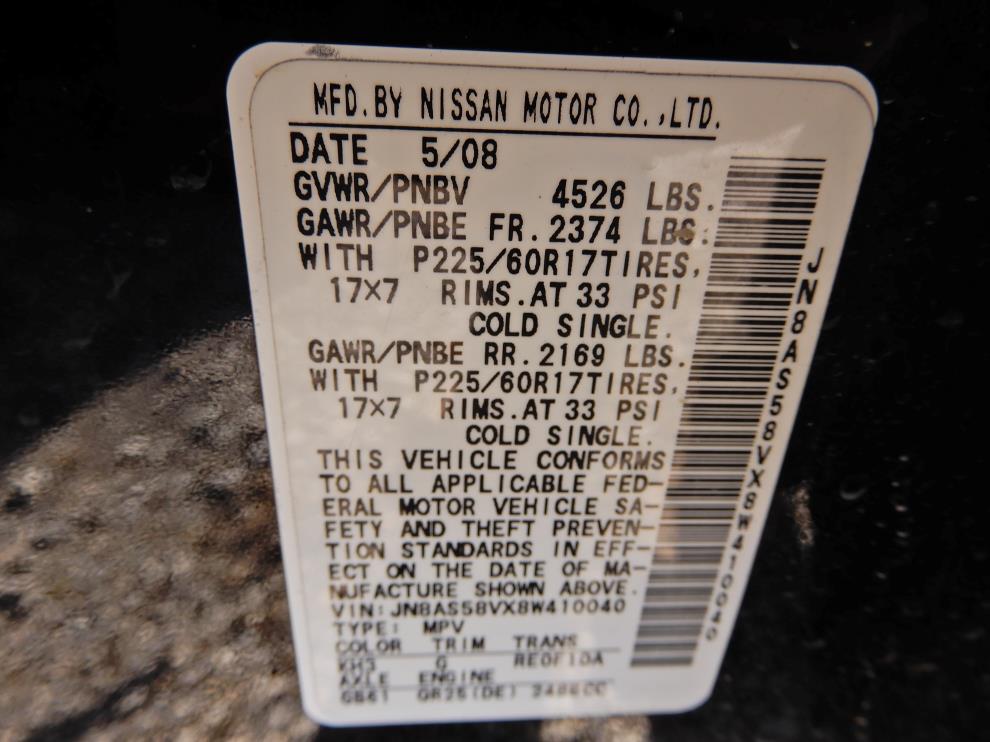 MFD.BY NISSAN MOTOR CO.,LTD.
DATE 5/08
GVWR/PNBV 4526 LBS.
GAWR/PNBE FR.2374 LBS.
WITH P225/60R17TIRES,
17×7 RIMS.AT 33 PSI
COLD SINGLE.
GAWR/PNBE RR.2169 LBS.
WITH P225/60R17TIRES,
17×7 RIMS.AT 33 PSI
COLD SINGLE.
THIS VEHICLE CONFORMS
TO ALL APPLICABLE FED-
ERAL MOTOR VEHICLE SA-
FETY AND THEFT PREVEN-
TION STANDARDS IN EFF-
ECT ON THE DATE OF MA-
NUFACTURE SHOWN ABOVE.
VIN:JN8AS58VX8W410040
TYPE: MPV
COLOR TRIM TRANS
KH3 G RE0F10A
AXLE ENGINE
QR25(DE) 2488CC
JN8AS58VX8W410040